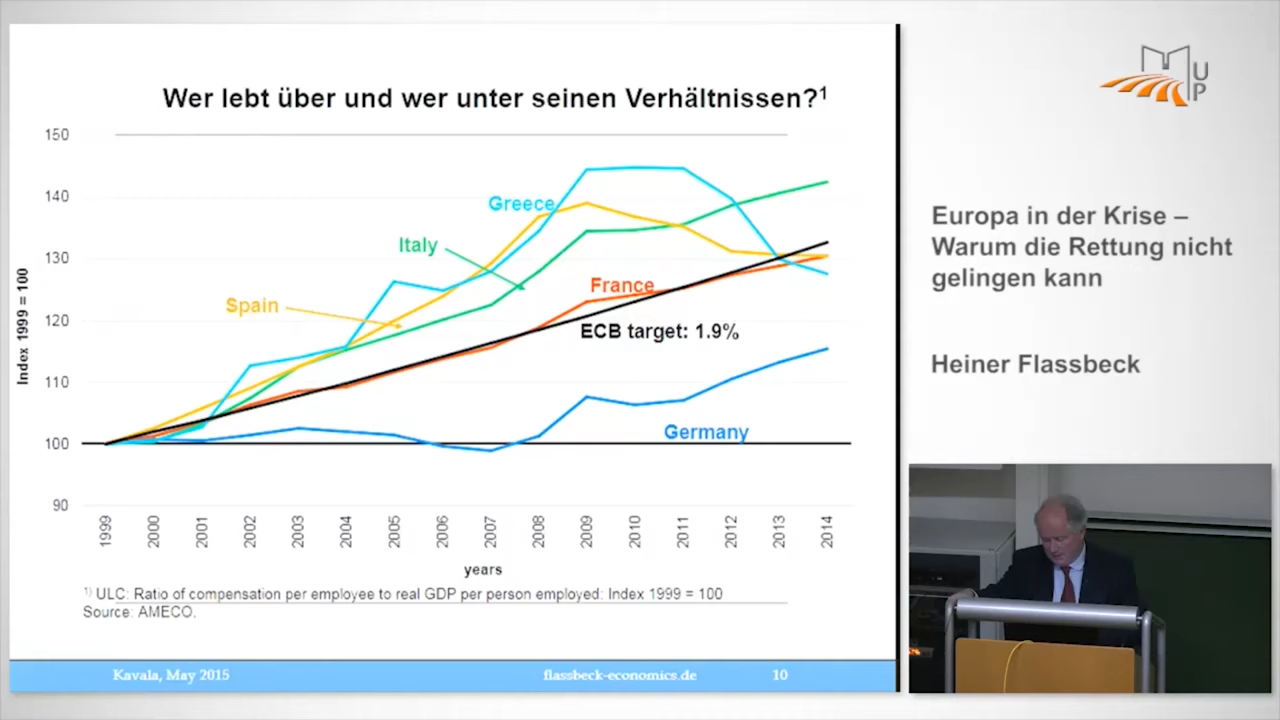 Wer lebt über und wer unter seinen Verhältnissen?¹
150
140
130
120
110
100
90
Index 1999 = 100
Greece
Italy
Spain
France
ECB target: 1.9%
Germany
1999
2000
2001
2002
2003
2004
2005
2006
2007
2008
2009
2010
2011
2012
2013
2014
years
¹⁾ ULC: Ratio of compensation per employee to real GDP per person employed: Index 1999 = 100
Source: AMECO.
Kavala, May 2015
flassbeck-economics.de
10
MUP
Europa in der Krise –
Warum die Rettung nicht
gelingen kann
Heiner Flassbeck